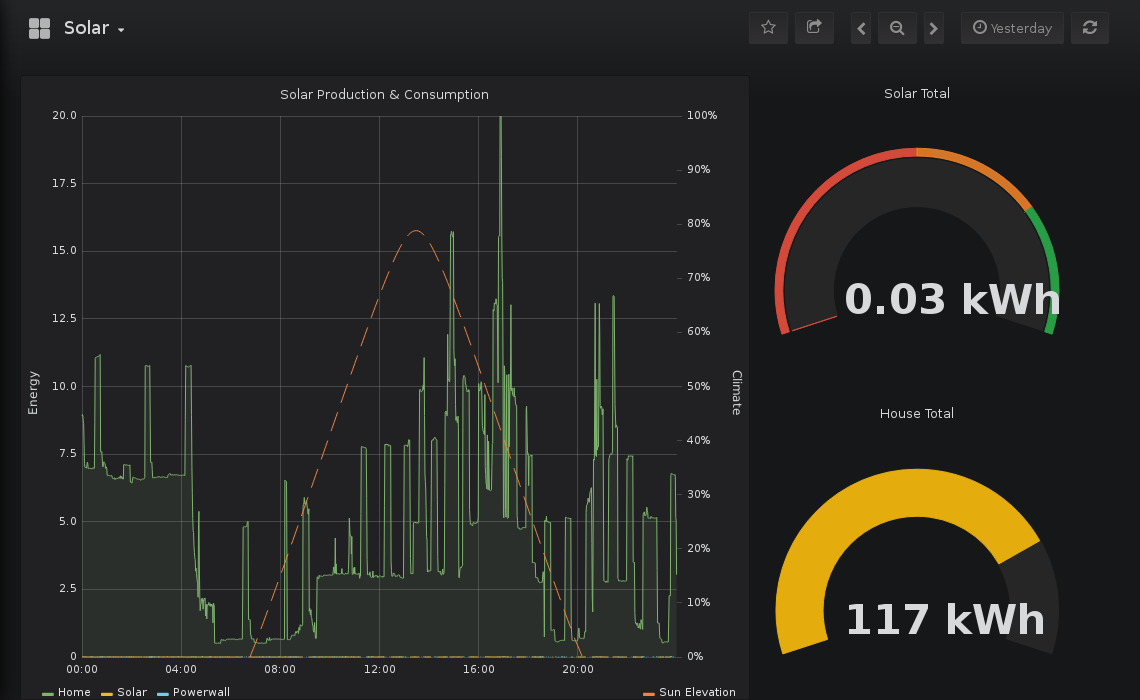 Solar
Yesterday
Solar Production & Consumption
20.0
17.5
15.0
12.5
10.0
7.5
5.0
2.5
0
Energy
100%
90%
80%
70%
60%
50%
40%
30%
20%
10%
0%
Climate
00:00 04:00 08:00 12:00 16:00 20:00
Home Solar Powerwall Sun Elevation
Solar Total
0.03 kWh
House Total
117 kWh